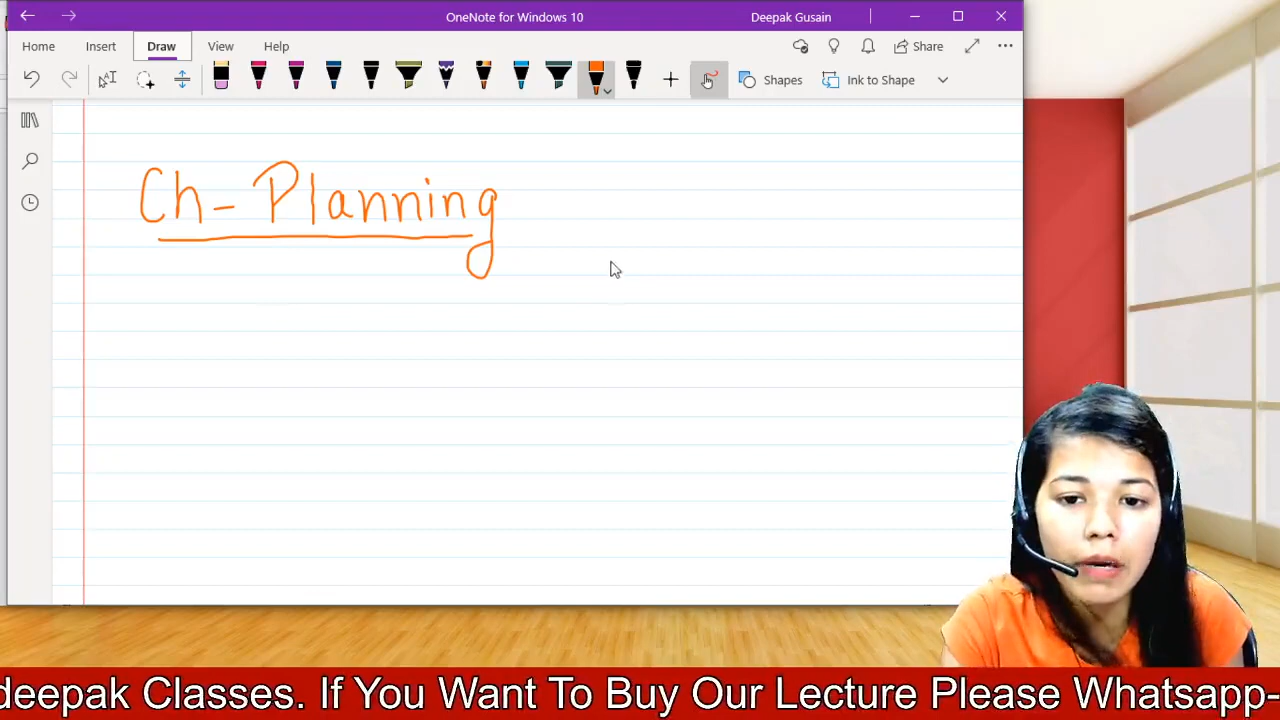 OneNote for Windows 10
Deepak Gusain
Home Insert Draw View Help
Share
Shapes
Ink to Shape
Ch- Planning
deepak Classes. If You Want To Buy Our Lecture Please Whatsapp-